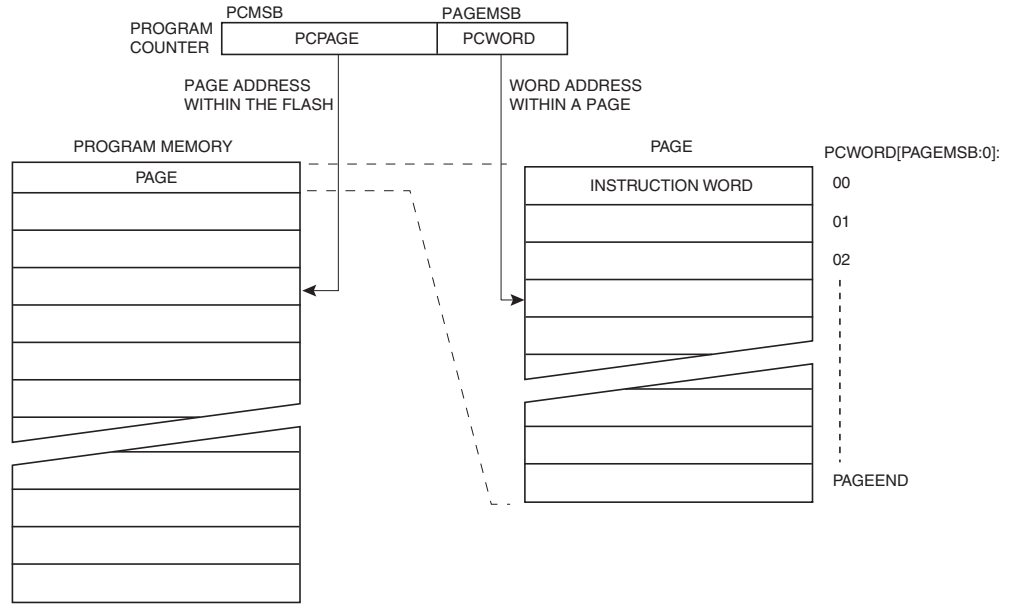 PCMSB
PAGEMSB
PROGRAM
COUNTER
PCPAGE
PCWORD
PAGE ADDRESS
WITHIN THE FLASH
WORD ADDRESS
WITHIN A PAGE
PROGRAM MEMORY
PAGE
PCWORD[PAGEMSB:0]:
PAGE
INSTRUCTION WORD
00
01
02
PAGEEND